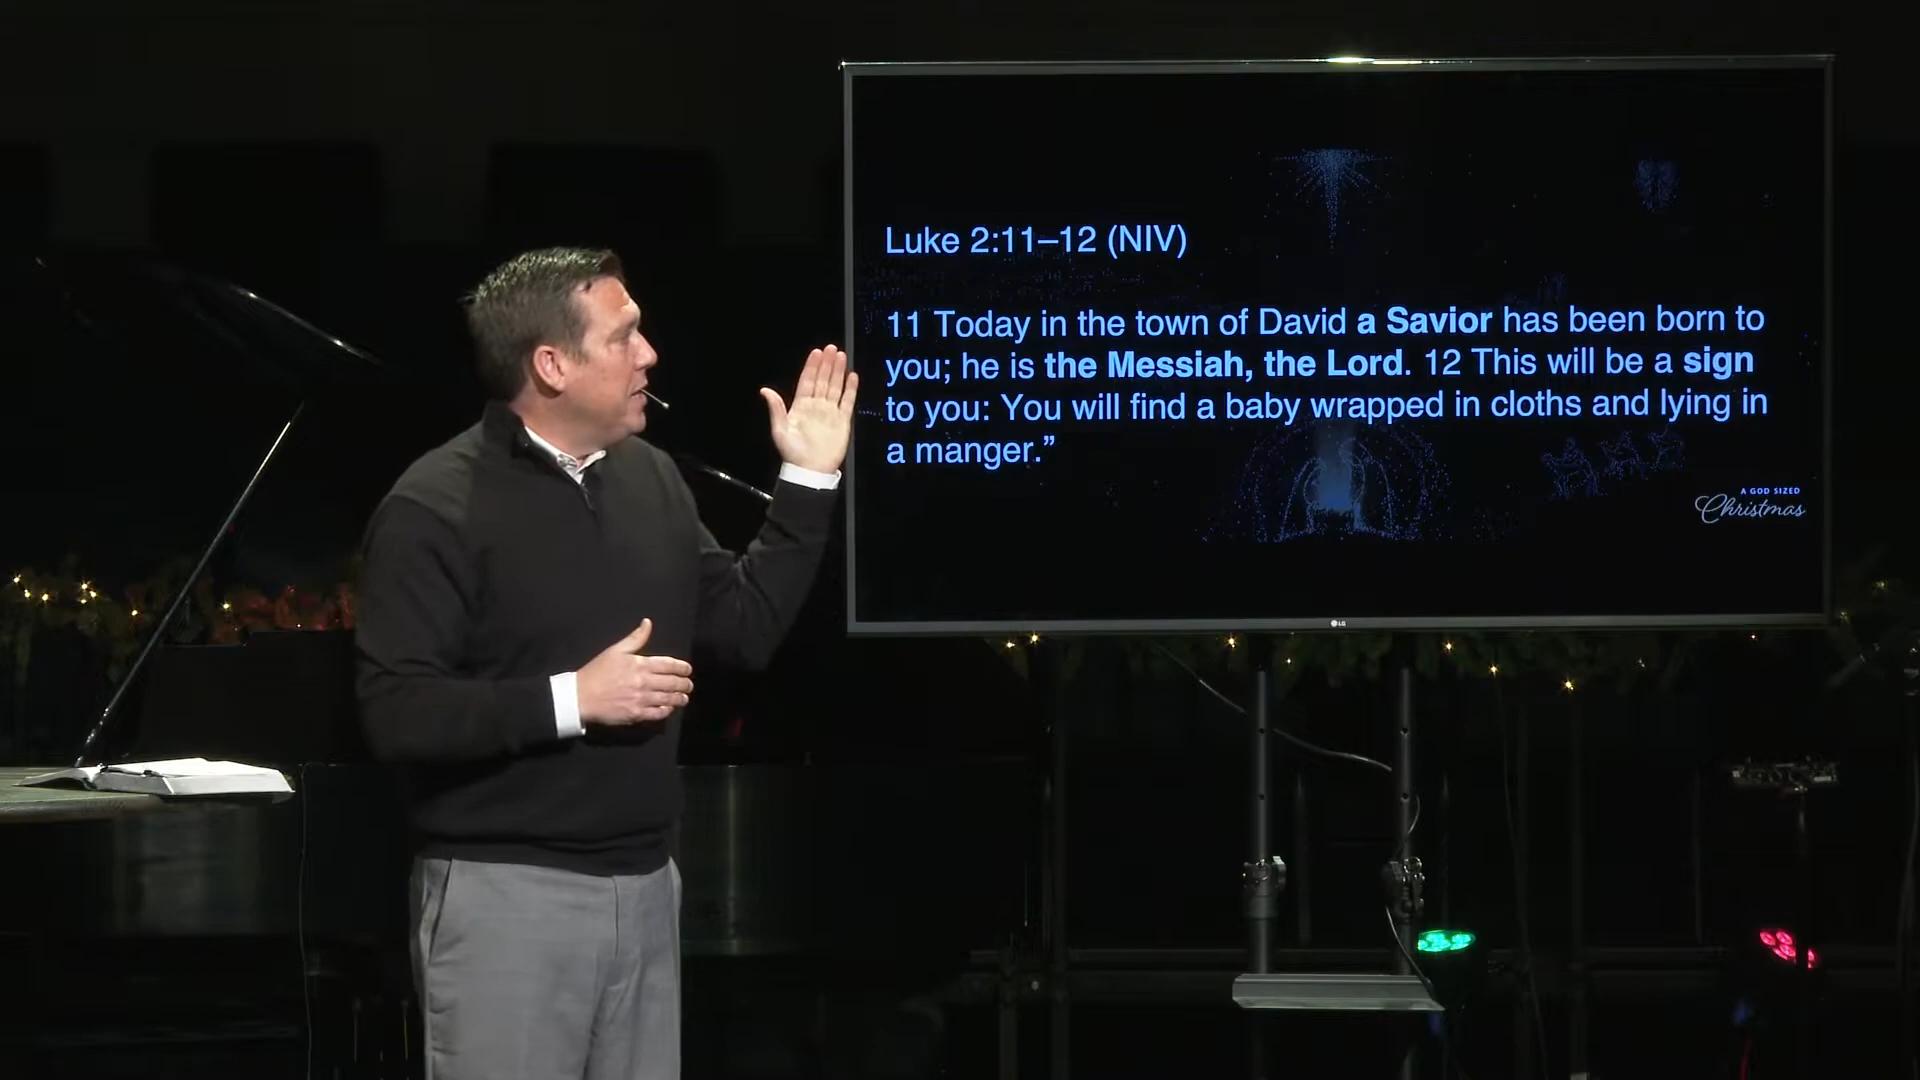 Luke 2:11–12 (NIV)
11 Today in the town of David a Savior has been born to
you; he is the Messiah, the Lord. 12 This will be a sign
to you: You will find a baby wrapped in cloths and lying in
a manger.”
A GOD SIZED
Christmas
LG